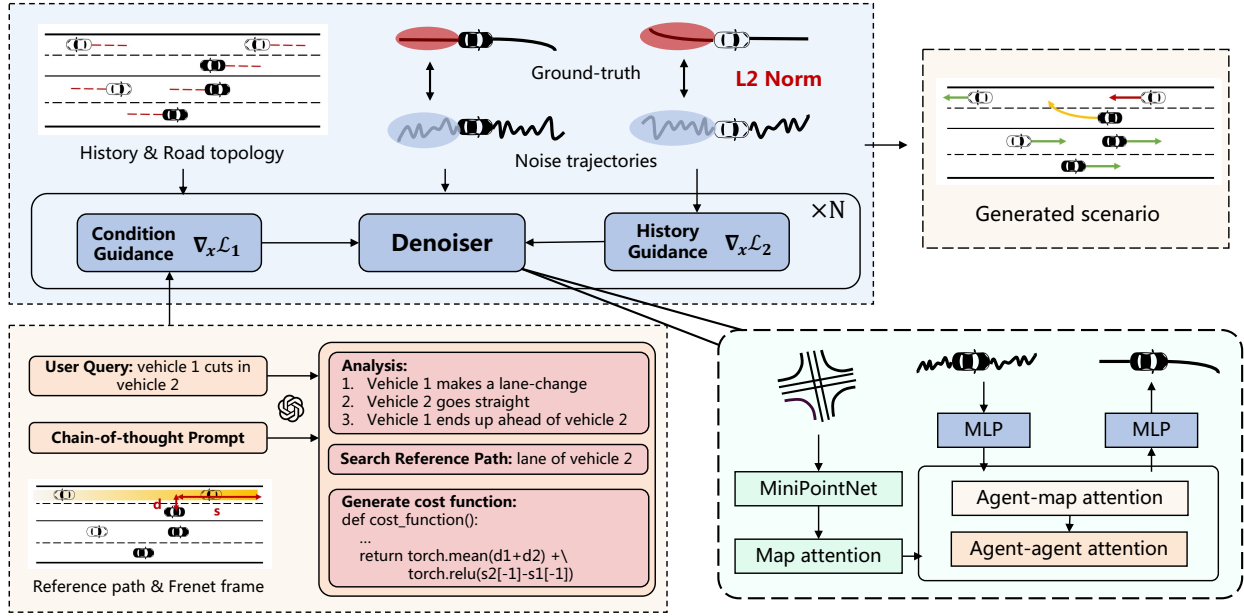 Ground-truth
L2 Norm
History & Road topology
Noise trajectories
×N
Condition
Guidance
∇ₓℒ₁
Denoiser
History
Guidance
∇ₓℒ₂
Generated scenario
User Query: vehicle 1 cuts in
vehicle 2
Chain-of-thought Prompt
d
s
Reference path & Frenet frame
Analysis:
1. Vehicle 1 makes a lane-change
2. Vehicle 2 goes straight
3. Vehicle 1 ends up ahead of vehicle 2
Search Reference Path: lane of vehicle 2
Generate cost function:
def cost_function():
...
return torch.mean(d1+d2) +\
torch.relu(s2[-1]-s1[-1])
MLP
MLP
MiniPointNet
Map attention
Agent-map attention
Agent-agent attention